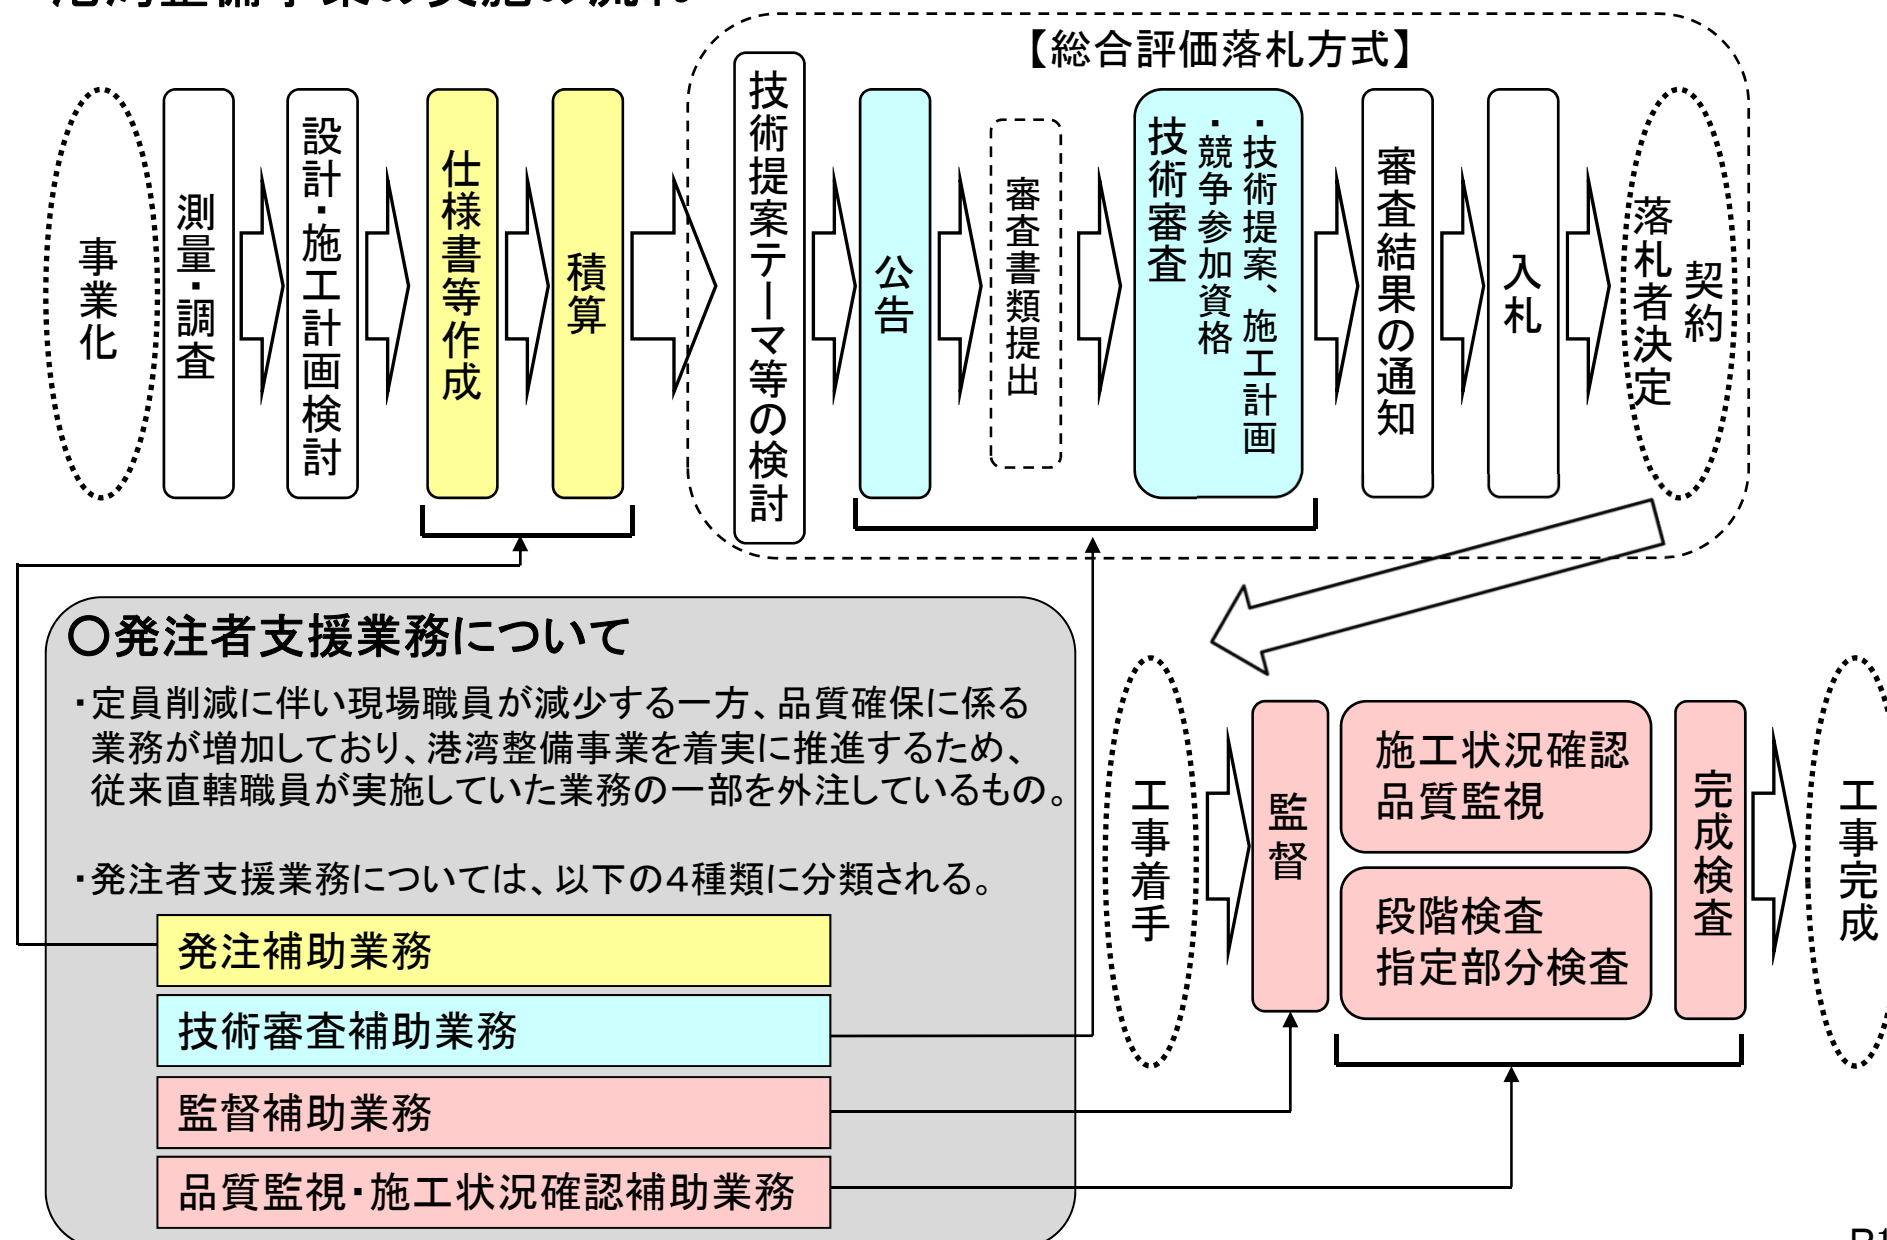 港湾整備事業の実施の流れ
【総合評価落札方式】
事業化
測量・調査
設計・施工計画検討
仕様書等作成
積算
技術提案テーマ等の検討
公告
審査書類提出
・技術提案、施工計画
・競争参加資格
技術審査
審査結果の通知
入札
契約
落札者決定
〇発注者支援業務について
・定員削減に伴い現場職員が減少する一方、品質確保に係る
業務が増加しており、港湾整備事業を着実に推進するため、
従来直轄職員が実施していた業務の一部を外注しているもの。
・発注者支援業務については、以下の4種類に分類される。
発注補助業務
技術審査補助業務
監督補助業務
品質監視・施工状況確認補助業務
工事着手
監督
施工状況確認
品質監視
段階検査
指定部分検査
完成検査
工事完成